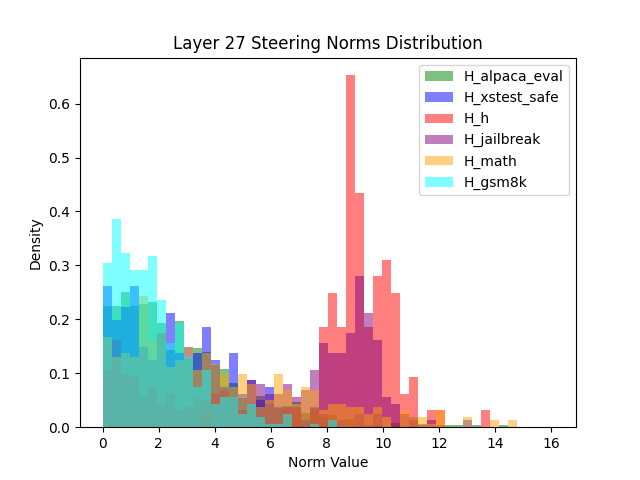 Layer 27 Steering Norms Distribution
H_alpaca_eval
H_xstest_safe
H_h
H_jailbreak
H_math
H_gsm8k
Density
0.6
0.5
0.4
0.3
0.2
0.1
0.0
0 2 4 6 8 10 12 14 16
Norm Value